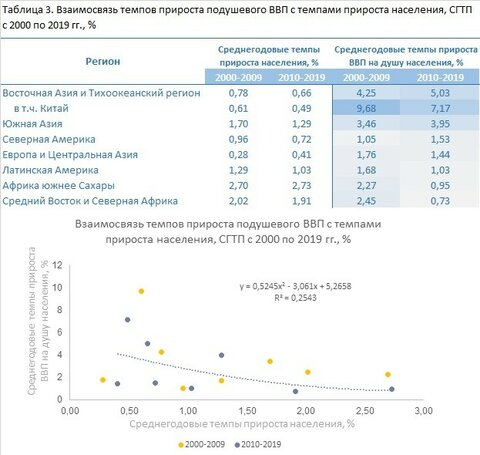 Таблица 3. Взаимосвязь темпов прироста подушевого ВВП с темпами прироста населения, СГТП
с 2000 по 2019 гг., %
Регион Среднегодовые темпы прироста населения, % Среднегодовые темпы прироста ВВП на душу населения, %
2000-2009 2010-2019 2000-2009 2010-2019
Восточная Азия и Тихоокеанский регион 0,78 0,66 4,25 5,03
в т.ч. Китай 0,61 0,49 9,68 7,17
Южная Азия 1,70 1,29 3,46 3,95
Северная Америка 0,96 0,72 1,05 1,53
Европа и Центральная Азия 0,28 0,41 1,76 1,44
Латинская Америка 1,29 1,03 1,68 1,03
Африка южнее Сахары 2,70 2,73 2,27 0,95
Средний Восток и Северная Африка 2,02 1,91 2,45 0,73
Взаимосвязь темпов прироста подушевого ВВП с темпами
прироста населения, СГТП с 2000 по 2019 гг., %
Среднегодовые темпы прироста
ВВП на душу населения, %
12
10
8
6
4
2
0
y = 0,5245x² - 3,061x + 5,2658
R² = 0,2543
0,00 0,50 1,00 1,50 2,00 2,50 3,00
Среднегодовые темпы прироста населения, %
2000-2009 2010-2019